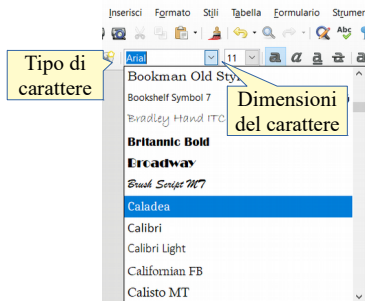 Inserisci Formato Stili Tabella Formulario Strumen
Tipo di
carattere
Arial
11
a a a a a
Bookman Old Sty
Bookshelf Symbol 7
Bradley Hand ITC
Dimensioni
del carattere
Britannic Bold
Broadway
Brush Script MT
Caladea
Calibri
Calibri Light
Californian FB
Calisto MT